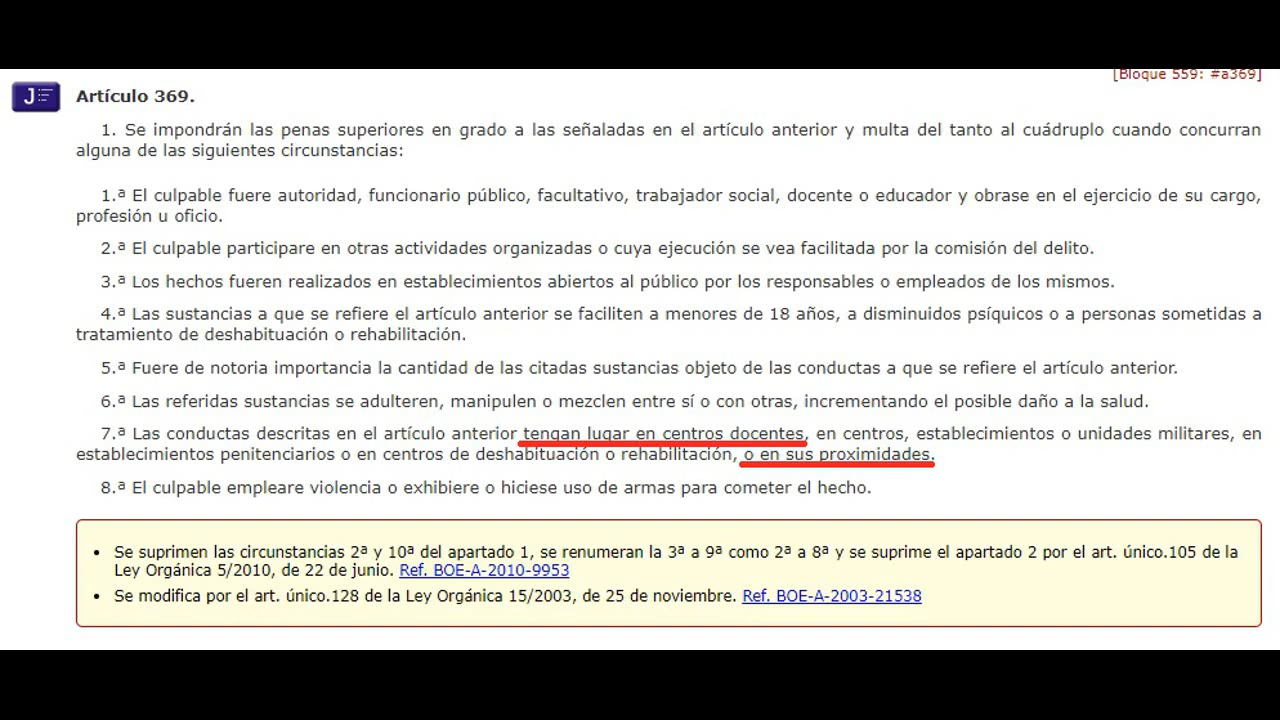 [Bloque 559: #a369]
J
Artículo 369.
1. Se impondrán las penas superiores en grado a las señaladas en el artículo anterior y multa del tanto al cuádruplo cuando concurran
alguna de las siguientes circunstancias:
1.ª El culpable fuere autoridad, funcionario público, facultativo, trabajador social, docente o educador y obrase en el ejercicio de su cargo,
profesión u oficio.
2.ª El culpable participare en otras actividades organizadas o cuya ejecución se vea facilitada por la comisión del delito.
3.ª Los hechos fueren realizados en establecimientos abiertos al público por los responsables o empleados de los mismos.
4.ª Las sustancias a que se refiere el artículo anterior se faciliten a menores de 18 años, a disminuidos psíquicos o a personas sometidas a
tratamiento de deshabituación o rehabilitación.
5.ª Fuere de notoria importancia la cantidad de las citadas sustancias objeto de las conductas a que se refiere el artículo anterior.
6.ª Las referidas sustancias se adulteren, manipulen o mezclen entre sí o con otras, incrementando el posible daño a la salud.
7.ª Las conductas descritas en el artículo anterior tengan lugar en centros docentes, en centros, establecimientos o unidades militares, en
establecimientos penitenciarios o en centros de deshabituación o rehabilitación, o en sus proximidades.
8.ª El culpable empleare violencia o exhibiere o hiciese uso de armas para cometer el hecho.
• Se suprimen las circunstancias 2ª y 10ª del apartado 1, se renumeran la 3ª a 9ª como 2ª a 8ª y se suprime el apartado 2 por el art. único.105 de la
Ley Orgánica 5/2010, de 22 de junio. Ref. BOE-A-2010-9953
• Se modifica por el art. único.128 de la Ley Orgánica 15/2003, de 25 de noviembre. Ref. BOE-A-2003-21538